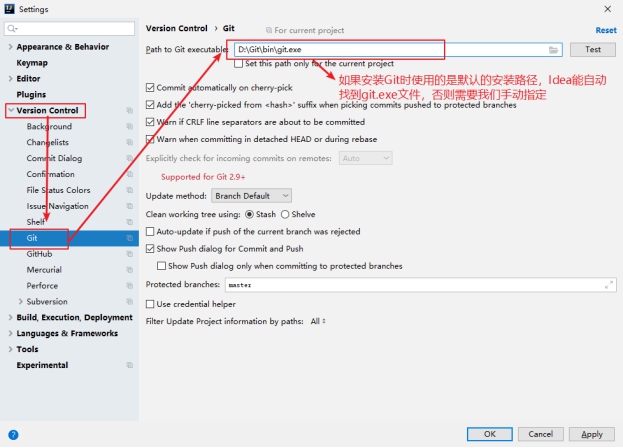 Settings
Appearance & Behavior
Keymap
Editor
Plugins
Version Control
Background
Changelists
Commit Dialog
Confirmation
File Status Colors
Issue Navigation
Shelf
Git
GitHub
Mercurial
Perforce
Subversion
Build, Execution, Deployment
Languages & Frameworks
Tools
Experimental
Version Control › Git
For current project
Reset
Path to Git executable:
D:\Git\bin\git.exe
Test
Set this path only for the current project
如果安装Git时使用的是默认的安装路径，Idea能自动
找到git.exe文件，否则需要我们手动指定
Commit automatically on cherry-pick
Add the 'cherry-picked from <hash>' suffix when picking commits pushed to protected branches
Warn if CRLF line separators are about to be committed
Warn when committing in detached HEAD or during rebase
Explicitly check for incoming commits on remotes: Auto
Supported for Git 2.9+
Update method: Branch Default
Clean working tree using: Stash Shelve
Auto-update if push of the current branch was rejected
Show Push dialog for Commit and Push
Show Push dialog only when committing to protected branches
Protected branches: master
Use credential helper
Filter Update Project information by paths: All
?
OK
Cancel
Apply